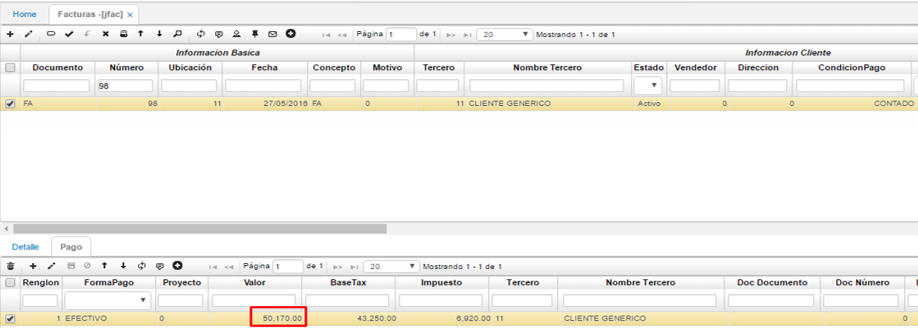 Home Facturas -[jfac] ×
Página 1 de 1 20 Mostrando 1 - 1 de 1
Informacion Basica Informacion Cliente
Documento Número Ubicación Fecha Concepto Motivo Tercero Nombre Tercero Estado Vendedor Direccion CondicionPago
98
FA 98 11 27/05/2016 FA 0 11 CLIENTE GENERICO Activo 0 0 CONTADO
Detalle Pago
Página 1 de 1 20 Mostrando 1 - 1 de 1
Renglon FormaPago Proyecto Valor BaseTax Impuesto Tercero Nombre Tercero Doc Documento Doc Número
1 EFECTIVO 0 50,170.00 43,250.00 6,920.00 11 CLIENTE GENERICO 0